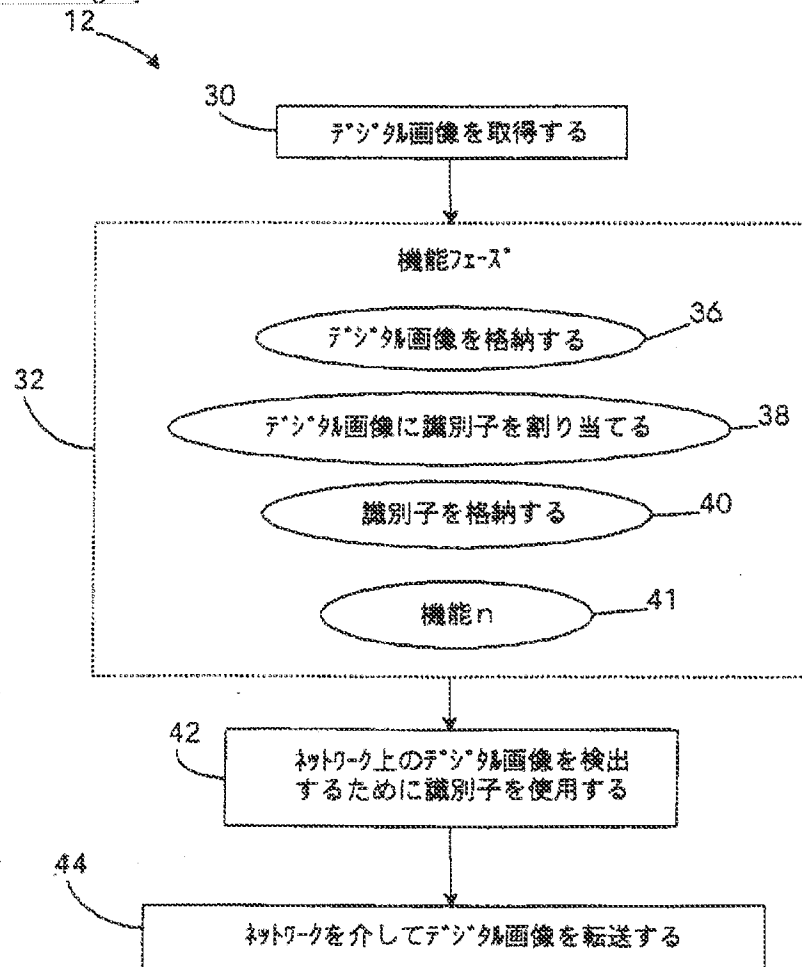 12
30
ﾃﾞｼﾞﾀﾙ画像を取得する
機能ﾌｪｰｽﾞ
ﾃﾞｼﾞﾀﾙ画像を格納する
36
32
ﾃﾞｼﾞﾀﾙ画像に識別子を割り当てる
38
識別子を格納する
40
機能n
41
42
ﾈｯﾄﾜｰｸ上のﾃﾞｼﾞﾀﾙ画像を検出
するために識別子を使用する
44
ﾈｯﾄﾜｰｸを介してﾃﾞｼﾞﾀﾙ画像を転送する